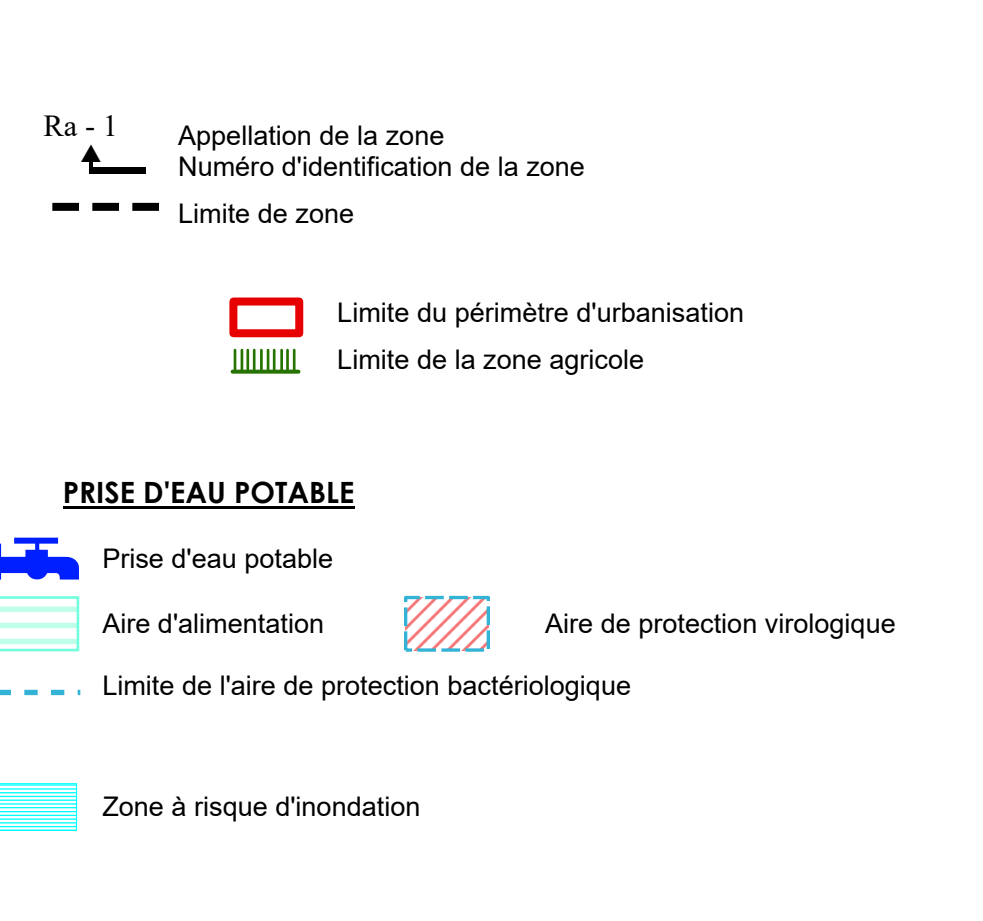 Ra - 1
Appellation de la zone
Numéro d'identification de la zone
Limite de zone
Limite du périmètre d'urbanisation
Limite de la zone agricole
PRISE D'EAU POTABLE
Prise d'eau potable
Aire d'alimentation
Aire de protection virologique
Limite de l'aire de protection bactériologique
Zone à risque d'inondation